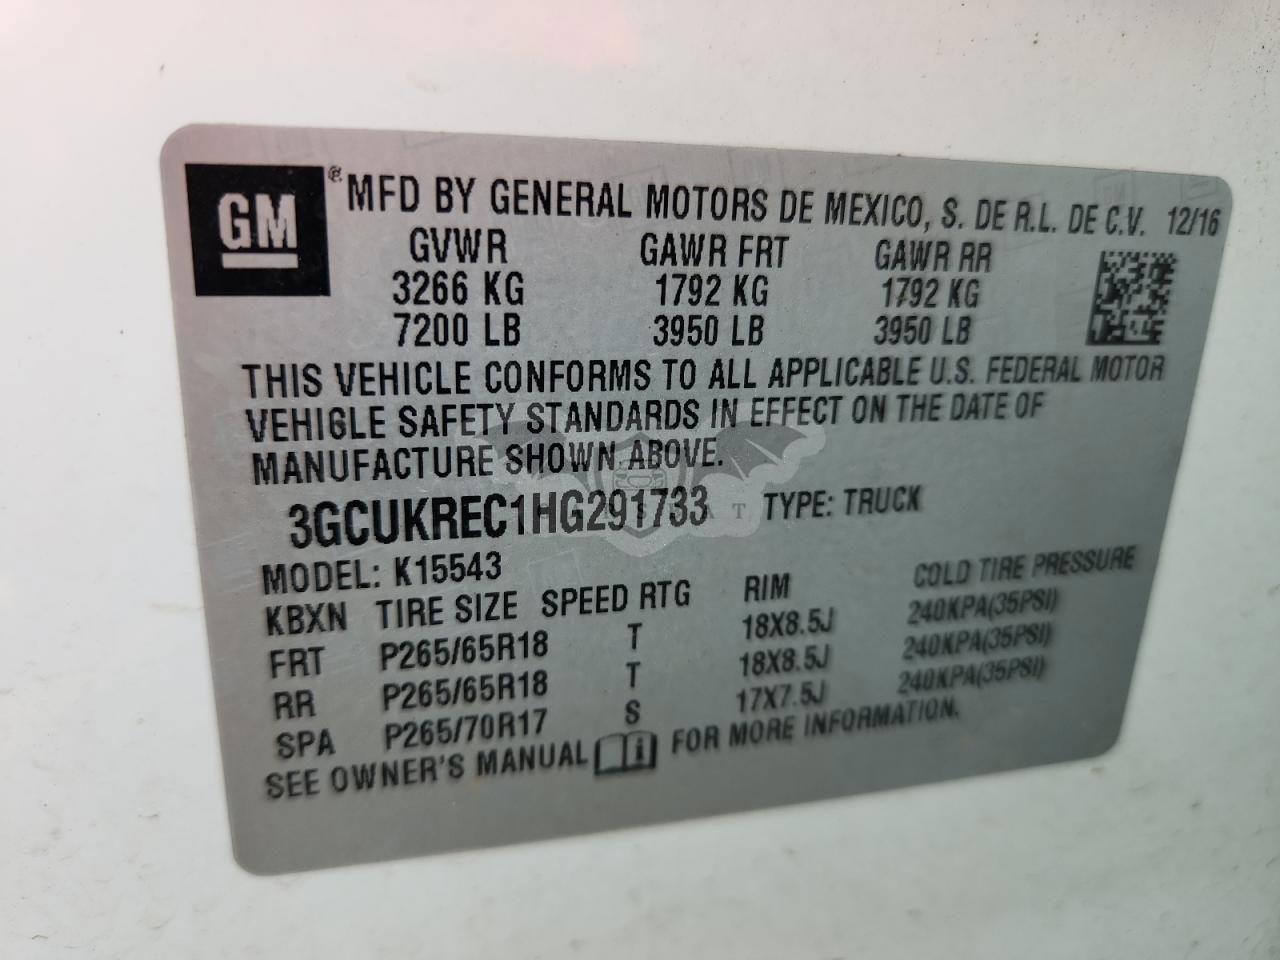 GM ® MFD BY GENERAL MOTORS DE MEXICO, S. DE R.L. DE C.V. 12/16
GVWR GAWR FRT GAWR RR
3266 KG 1792 KG 1792 KG
7200 LB 3950 LB 3950 LB
THIS VEHICLE CONFORMS TO ALL APPLICABLE U.S. FEDERAL MOTOR
VEHICLE SAFETY STANDARDS IN EFFECT ON THE DATE OF
MANUFACTURE SHOWN ABOVE.
3GCUKREC1HG291733 TYPE: TRUCK
MODEL: K15543
KBXN TIRE SIZE SPEED RTG RIM COLD TIRE PRESSURE
FRT P265/65R18 T 18X8.5J 240KPA(35PSI)
RR P265/65R18 T 18X8.5J 240KPA(35PSI)
SPA P265/70R17 S 17X7.5J 240KPA(35PSI)
SEE OWNER'S MANUAL FOR MORE INFORMATION.